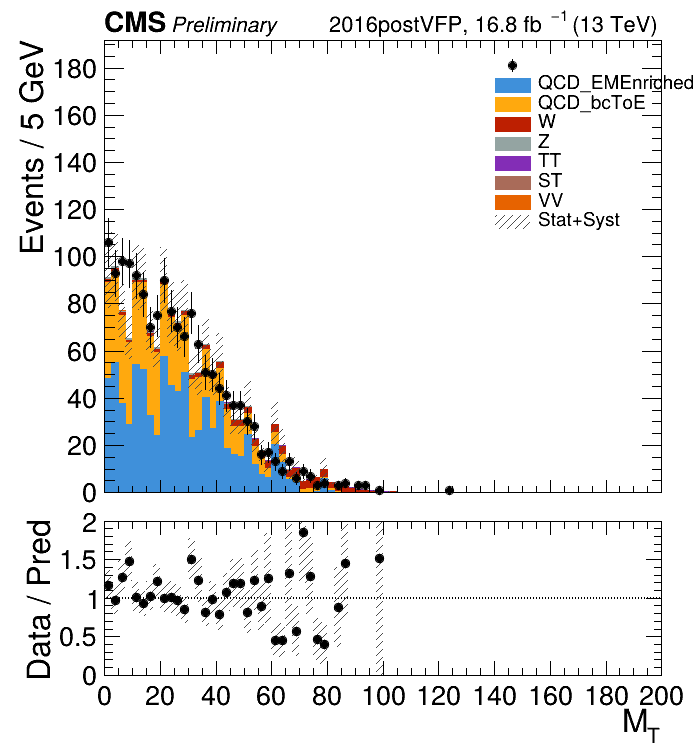 CMS Preliminary 2016postVFP, 16.8 fb⁻¹ (13 TeV)
Events / 5 GeV
180
160
140
120
100
80
60
40
20
0
QCD_EMEnriched
QCD_bcToE
W
Z
TT
ST
VV
Stat+Syst
Data / Pred
2
1.5
1
0.5
0
0 20 40 60 80 100 120 140 160 180 200
M_T